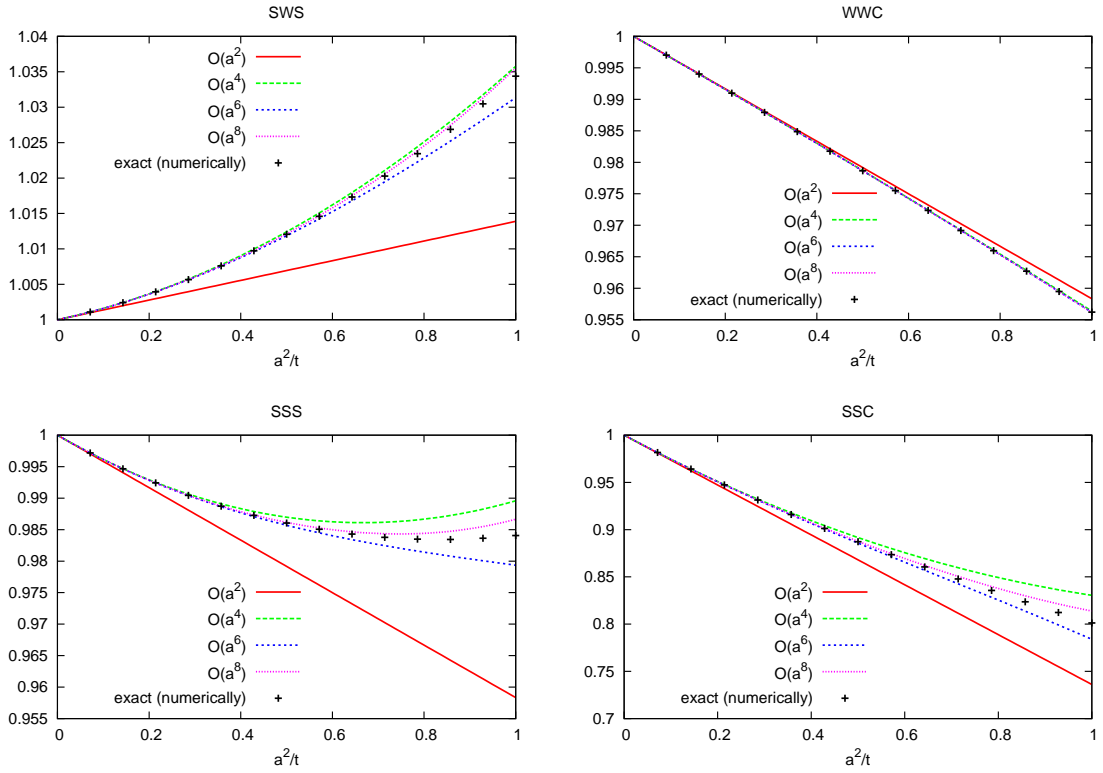 SWS
1.04
1.035
1.03
1.025
1.02
1.015
1.01
1.005
1
0 0.2 0.4 0.6 0.8 1
a^2/t
O(a^2)
O(a^4)
O(a^6)
O(a^8)
exact (numerically)
WWC
1
0.995
0.99
0.985
0.98
0.975
0.97
0.965
0.96
0.955
0 0.2 0.4 0.6 0.8 1
a^2/t
O(a^2)
O(a^4)
O(a^6)
O(a^8)
exact (numerically)
SSS
1
0.995
0.99
0.985
0.98
0.975
0.97
0.965
0.96
0.955
0 0.2 0.4 0.6 0.8 1
a^2/t
O(a^2)
O(a^4)
O(a^6)
O(a^8)
exact (numerically)
SSC
1
0.95
0.9
0.85
0.8
0.75
0.7
0 0.2 0.4 0.6 0.8 1
a^2/t
O(a^2)
O(a^4)
O(a^6)
O(a^8)
exact (numerically)